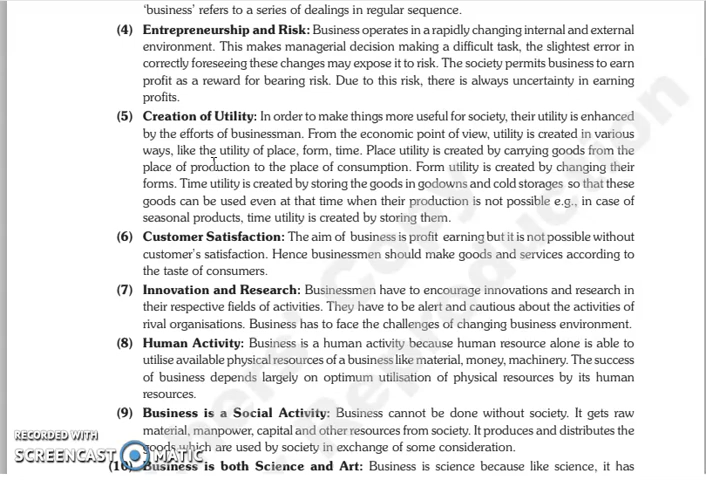 'business' refers to a series of dealings in regular sequence.
(4) Entrepreneurship and Risk: Business operates in a rapidly changing internal and external
environment. This makes managerial decision making a difficult task, the slightest error in
correctly foreseeing these changes may expose it to risk. The society permits business to earn
profit as a reward for bearing risk. Due to this risk, there is always uncertainty in earning
profits.
(5) Creation of Utility: In order to make things more useful for society, their utility is enhanced
by the efforts of businessman. From the economic point of view, utility is created in various
ways, like the utility of place, form, time. Place utility is created by carrying goods from the
place of production to the place of consumption. Form utility is created by changing their
forms. Time utility is created by storing the goods in godowns and cold storages so that these
goods can be used even at that time when their production is not possible e.g., in case of
seasonal products, time utility is created by storing them.
(6) Customer Satisfaction: The aim of business is profit earning but it is not possible without
customer's satisfaction. Hence businessmen should make goods and services according to
the taste of consumers.
(7) Innovation and Research: Businessmen have to encourage innovations and research in
their respective fields of activities. They have to be alert and cautious about the activities of
rival organisations. Business has to face the challenges of changing business environment.
(8) Human Activity: Business is a human activity because human resource alone is able to
utilise available physical resources of a business like material, money, machinery. The success
of business depends largely on optimum utilisation of physical resources by its human
resources.
(9) Business is a Social Activity: Business cannot be done without society. It gets raw
material, manpower, capital and other resources from society. It produces and distributes the
goods which are used by society in exchange of some consideration.
(10) Business is both Science and Art: Business is science because like science, it has
RECORDED WITH
SCREENCAST MATIC